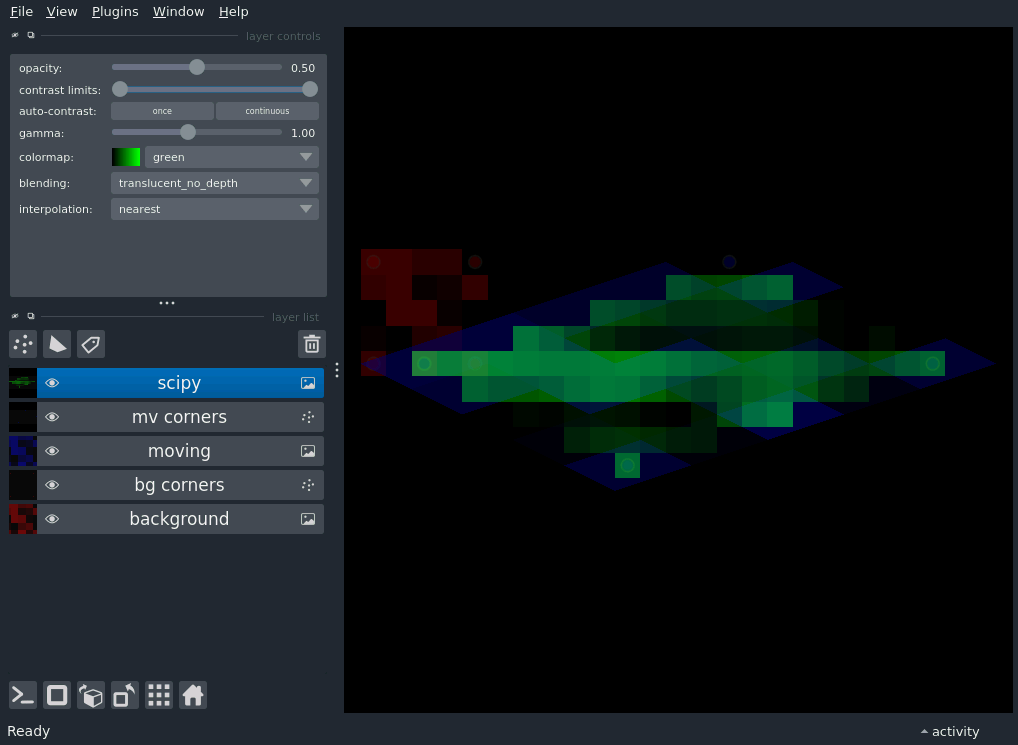 File View Plugins Window Help
layer controls
opacity: 0.50
contrast limits:
auto-contrast: once continuous
gamma: 1.00
colormap: green
blending: translucent_no_depth
interpolation: nearest
layer list
scipy
mv corners
moving
bg corners
background
Ready activity